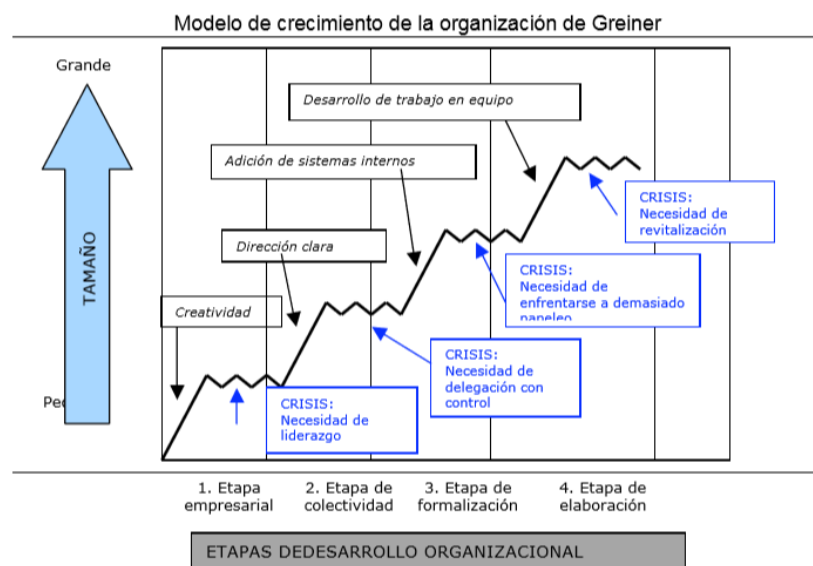 Modelo de crecimiento de la organización de Greiner
Grande
Desarrollo de trabajo en equipo
Adición de sistemas internos
CRISIS:
Necesidad de
revitalización
TAMAÑO
Dirección clara
CRISIS:
Necesidad de
enfrentarse a demasiado
papeleo
Creatividad
CRISIS:
Necesidad de
delegación con
control
CRISIS:
Necesidad de
liderazgo
1. Etapa
empresarial
2. Etapa de
colectividad
3. Etapa de
formalización
4. Etapa de
elaboración
ETAPAS DEDESARROLLO ORGANIZACIONAL